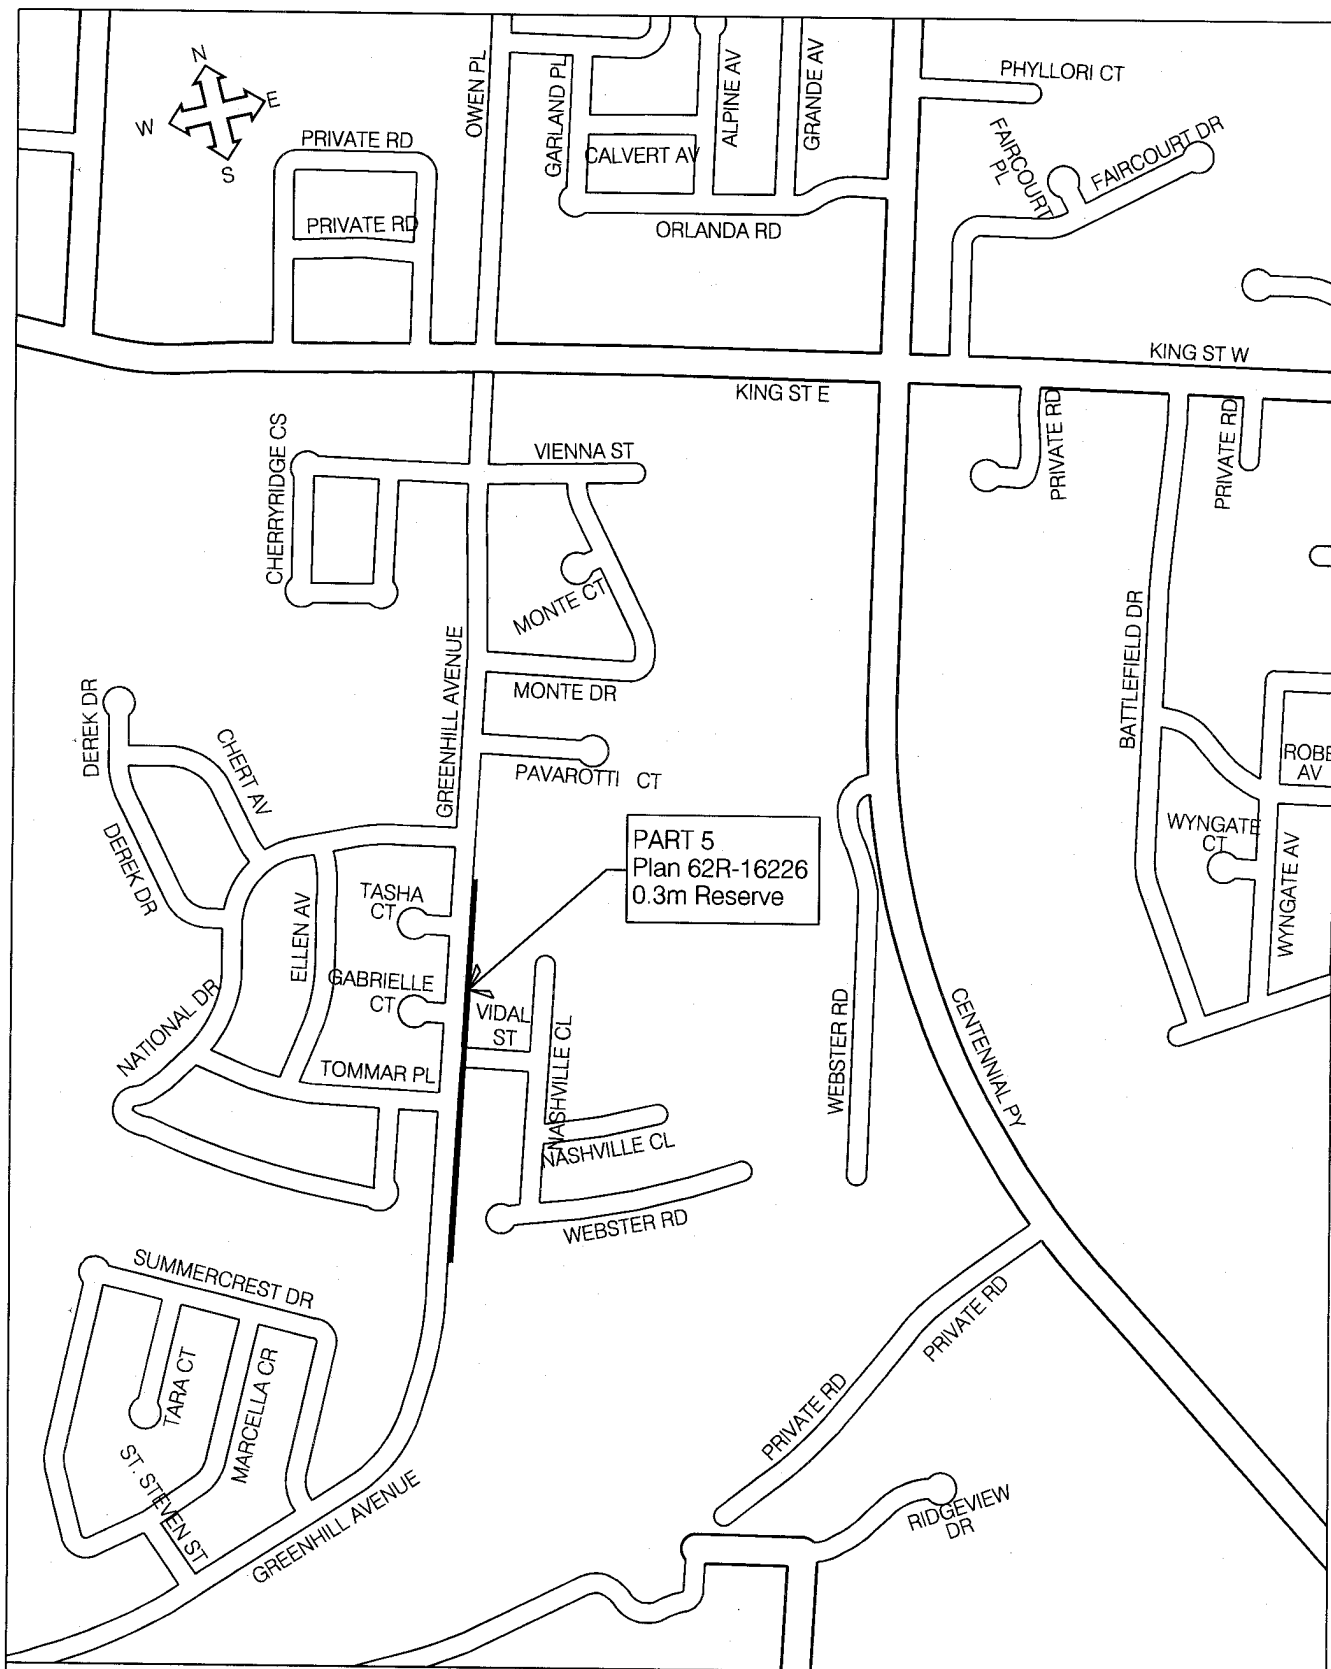 N
E
W
S
PRIVATE RD
PRIVATE RD
OWEN PL
GARLAND PL
CALVERT AV
ALPINE AV
GRANDE AV
ORLANDA RD
PHYLLORI CT
FAIRCOURT
PL
FAIRCOURT DR
KING ST W
KING ST E
PRIVATE RD
PRIVATE RD
CHERRYRIDGE CS
VIENNA ST
MONTE CT
MONTE DR
GREENHILL AVENUE
PAVAROTTI CT
BATTLEFIELD DR
ROBE
AV
WYNGATE
CT
WYNGATE AV
DEREK DR
CHERT AV
DEREK DR
PART 5
Plan 62R-16226
0.3m Reserve
TASHA
CT
ELLEN AV
GABRIELLE
CT
NATIONAL DR
TOMMAR PL
VIDAL
ST
NASHVILLE CL
NASHVILLE CL
WEBSTER RD
WEBSTER RD
CENTENNIAL PY
SUMMERCREST DR
TARA CT
MARCELLA CR
ST. STEVEN ST
GREENHILL AVENUE
PRIVATE RD
PRIVATE RD
RIDGEVIEW
DR